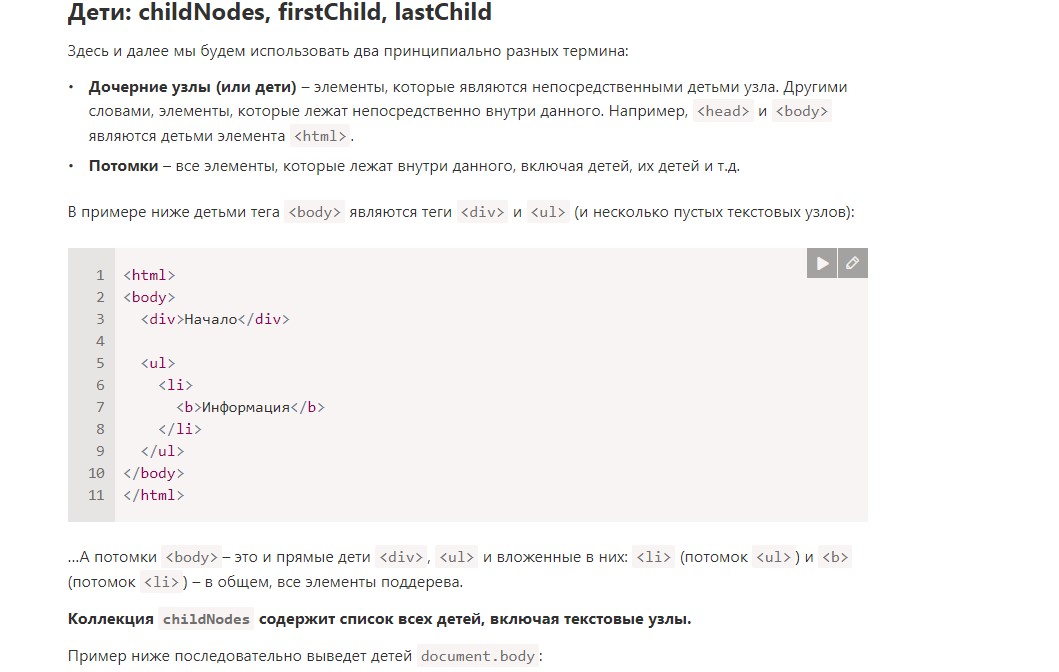 Дети: childNodes, firstChild, lastChild
Здесь и далее мы будем использовать два принципиально разных термина:
• Дочерние узлы (или дети) – элементы, которые являются непосредственными детьми узла. Другими
словами, элементы, которые лежат непосредственно внутри данного. Например, <head> и <body>
являются детьми элемента <html>.
• Потомки – все элементы, которые лежат внутри данного, включая детей, их детей и т.д.
В примере ниже детьми тега <body> являются теги <div> и <ul> (и несколько пустых текстовых узлов):
1 <html>
2 <body>
3 <div>Начало</div>
4
5 <ul>
6 <li>
7 <b>Информация</b>
8 </li>
9 </ul>
10 </body>
11 </html>
…А потомки <body>– это и прямые дети <div>, <ul> и вложенные в них: <li> (потомок <ul>) и <b>
(потомок <li>) – в общем, все элементы поддерева.
Коллекция childNodes содержит список всех детей, включая текстовые узлы.
Пример ниже последовательно выведет детей document.body: